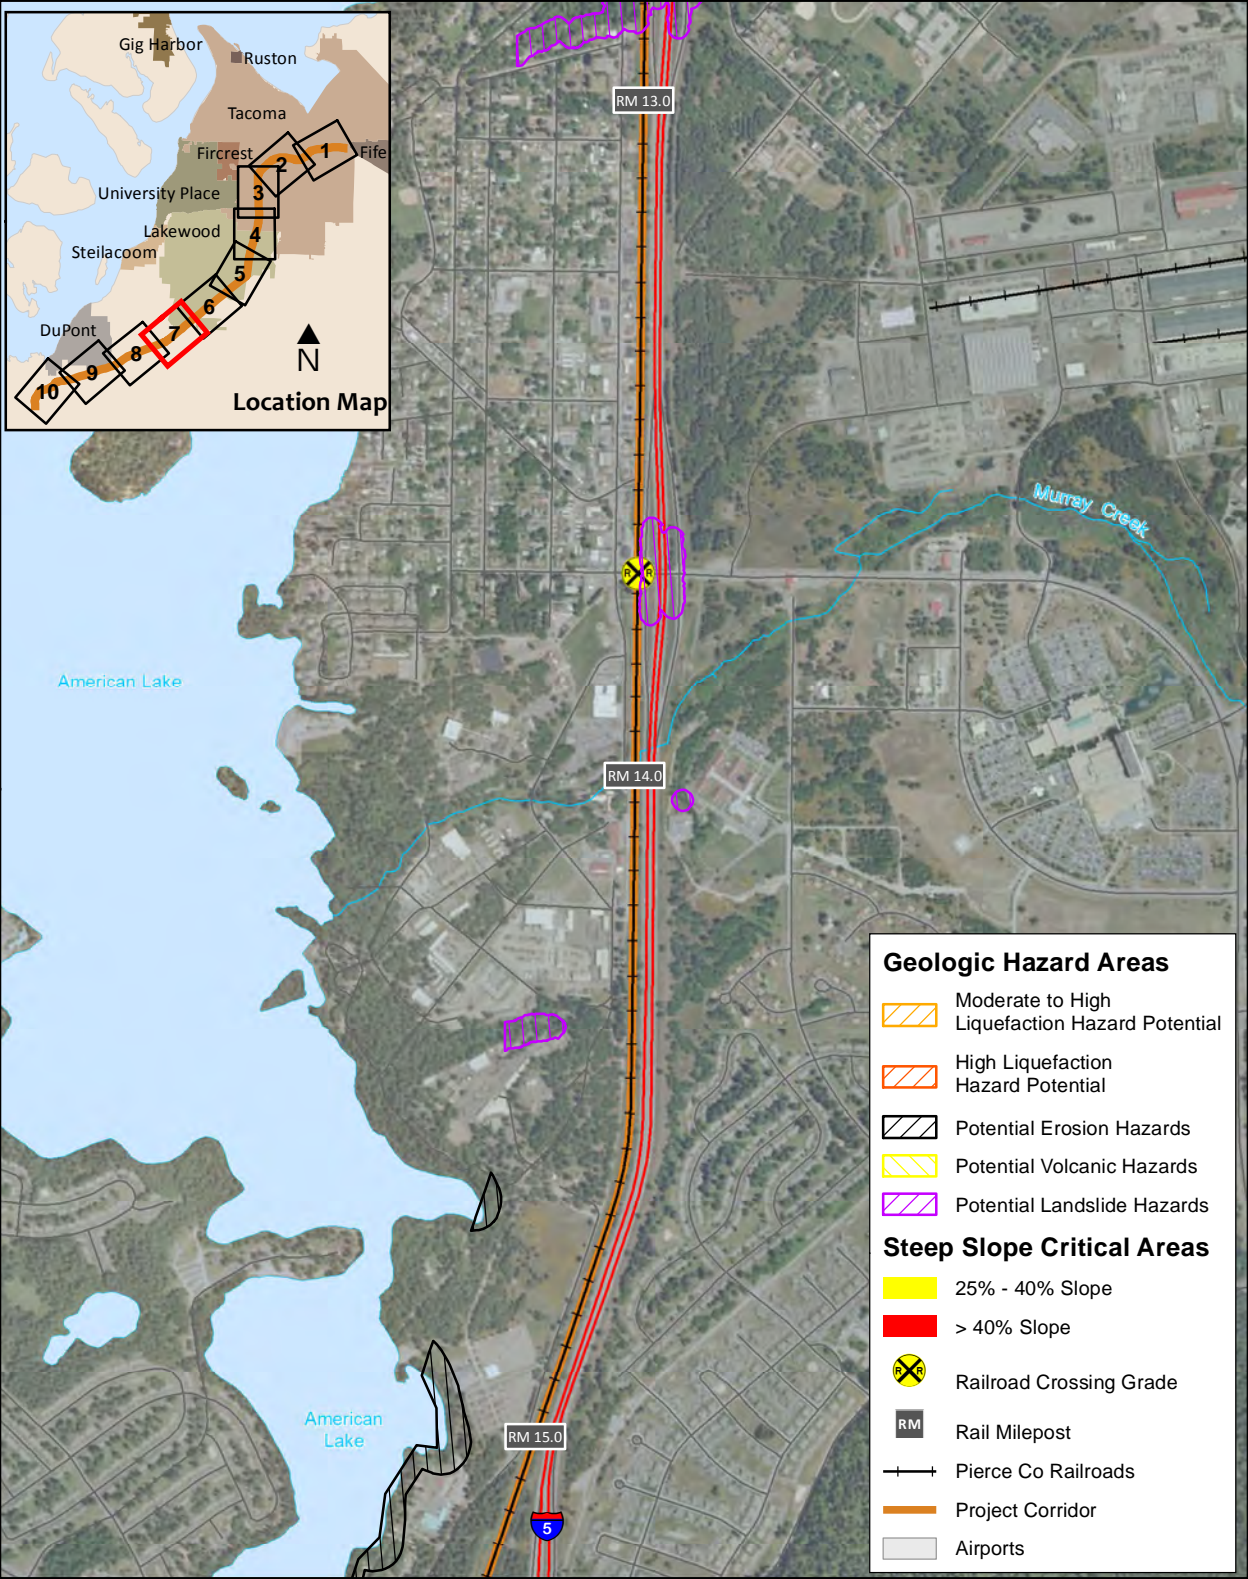 Gig Harbor
Ruston
Tacoma
Fircrest
Fife
University Place
Lakewood
Steilacoom
DuPont
1
2
3
4
5
6
7
8
9
10
N
Location Map
RM 13.0
Murray Creek
R R
American Lake
RM 14.0
American
Lake
RM 15.0
5
Geologic Hazard Areas
Moderate to High
Liquefaction Hazard Potential
High Liquefaction
Hazard Potential
Potential Erosion Hazards
Potential Volcanic Hazards
Potential Landslide Hazards
Steep Slope Critical Areas
25% - 40% Slope
> 40% Slope
R R
Railroad Crossing Grade
RM
Rail Milepost
Pierce Co Railroads
Project Corridor
Airports